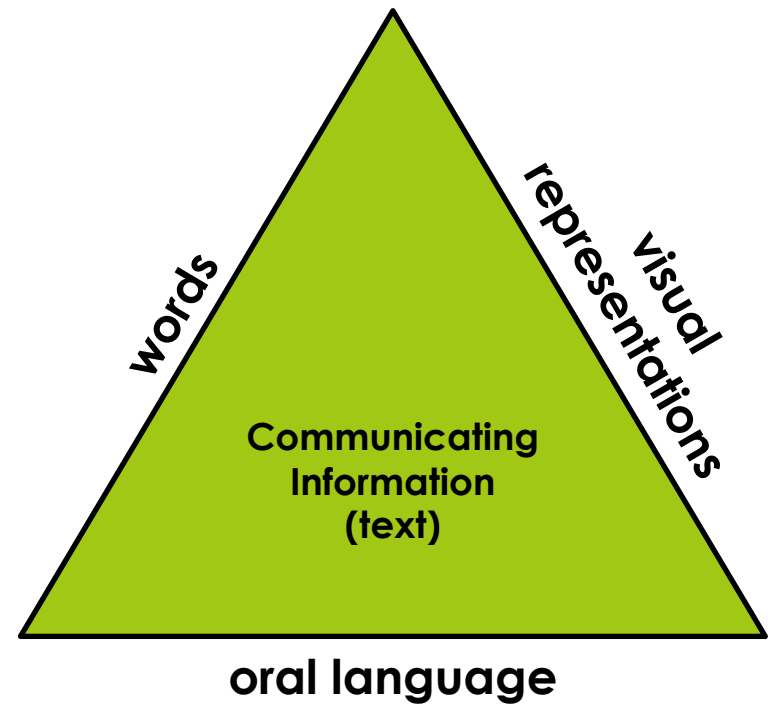 words
visual
representations
Communicating
Information
(text)
oral language